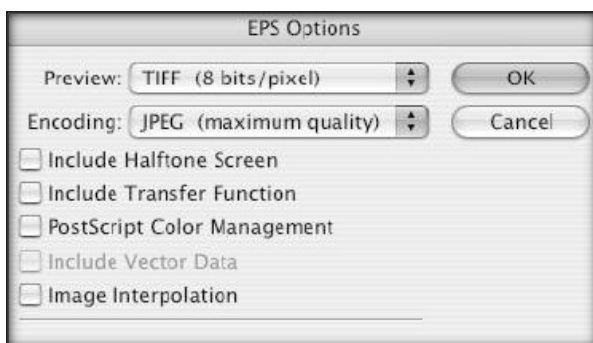 EPS Options
Preview: TIFF (8 bits/pixel) OK
Encoding: JPEG (maximum quality) Cancel
Include Halftone Screen
Include Transfer Function
PostScript Color Management
Include Vector Data
Image Interpolation